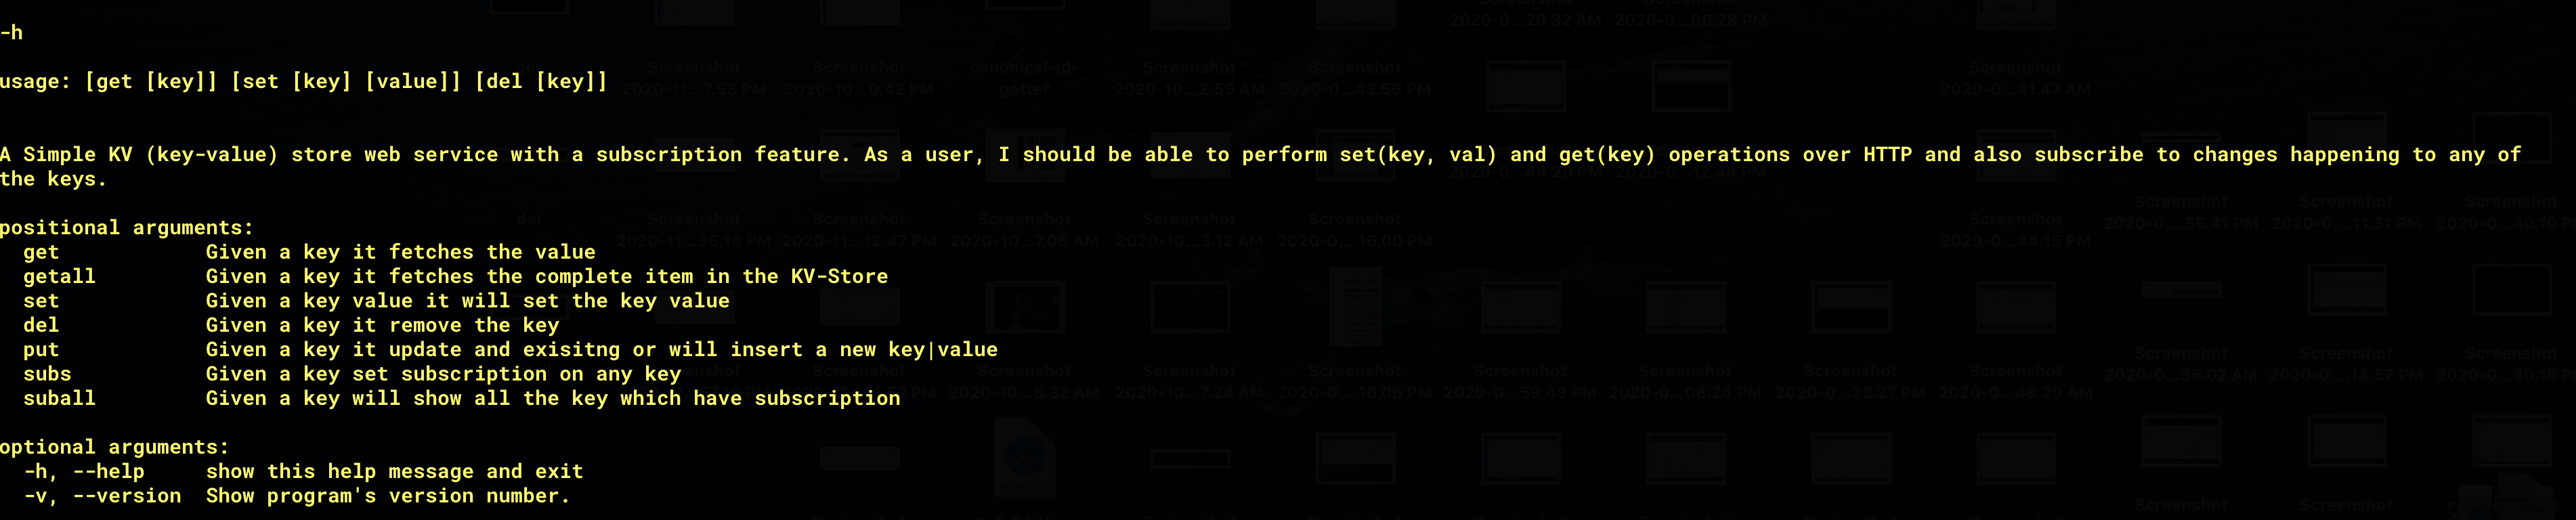 -h
usage: [get [key]] [set [key] [value]] [del [key]]
A Simple KV (key-value) store web service with a subscription feature. As a user, I should be able to perform set(key, val) and get(key) operations over HTTP and also subscribe to changes happening to any of
the keys.
positional arguments:
get Given a key it fetches the value
getall Given a key it fetches the complete item in the KV-Store
set Given a key value it will set the key value
del Given a key it remove the key
put Given a key it update and exisitng or will insert a new key|value
subs Given a key set subscription on any key
suball Given a key will show all the key which have subscription
optional arguments:
-h, --help show this help message and exit
-v, --version Show program's version number.